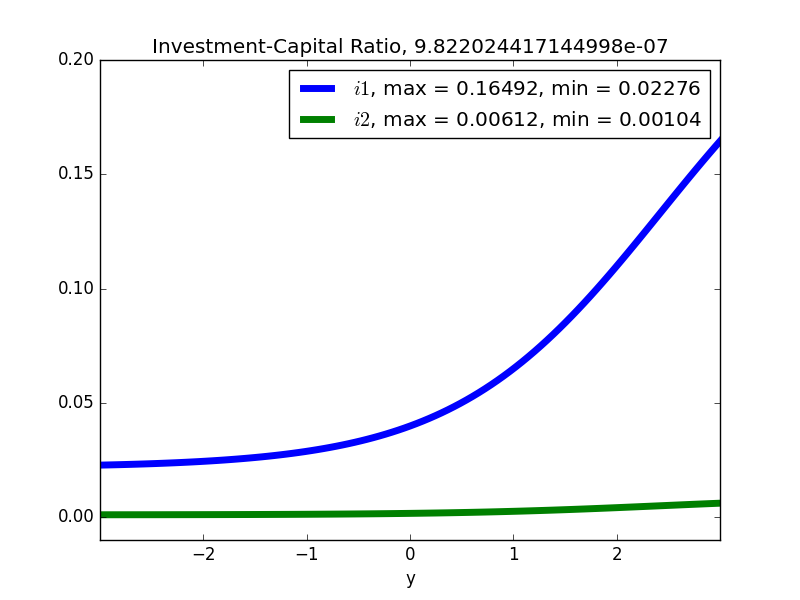 Investment-Capital Ratio, 9.822024417144998e-07
0.20
i1, max = 0.16492, min = 0.02276
i2, max = 0.00612, min = 0.00104
0.15
0.10
0.05
0.00
−2 −1 0 1 2
y